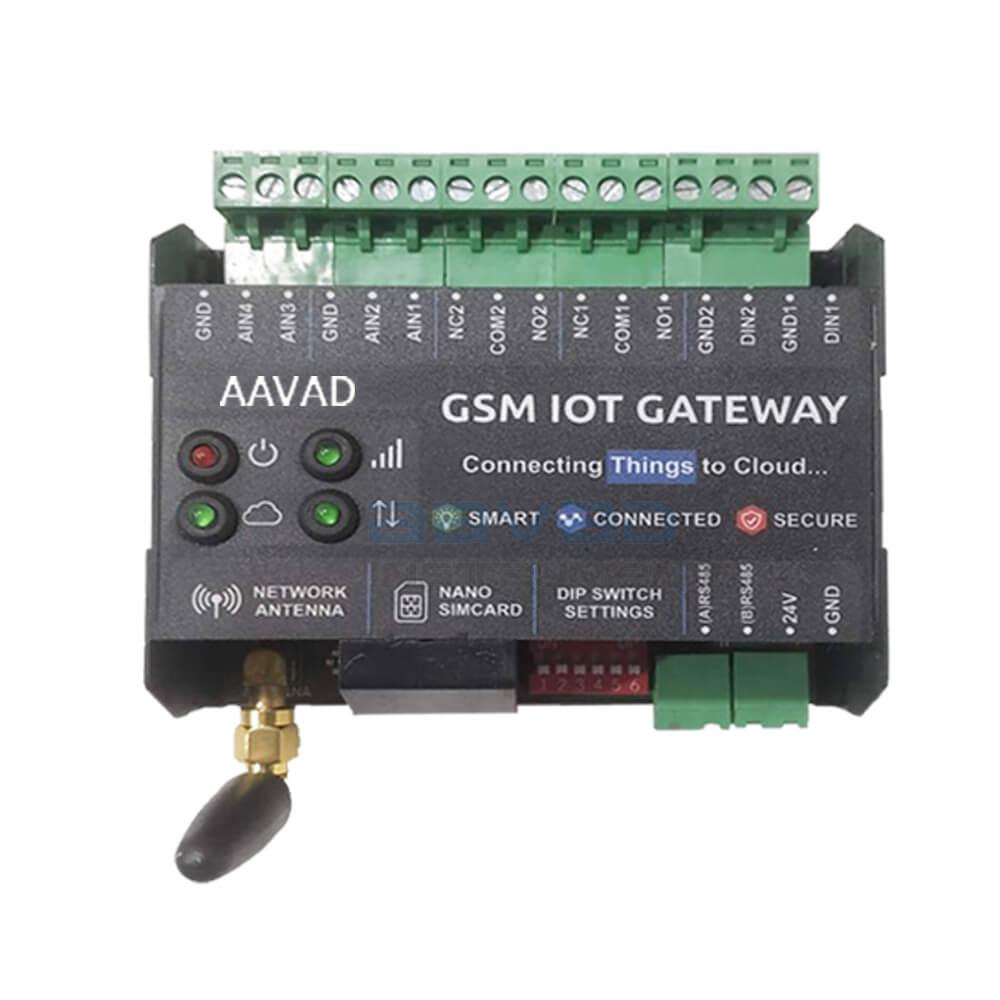 GND AIN4 AIN3 GND AIN2 AIN1 NC2 COM2 NO2 NC1 COM1 NO1 GND2 DIN2 GND1 DIN1
AAVAD
GSM IOT GATEWAY
Connecting Things to Cloud...
SMART CONNECTED SECURE
NETWORK
ANTENNA
NANO
SIMCARD
DIP SWITCH
SETTINGS
(A)RS485
(B)RS485
24V
GND
1 2 3 4 5 6